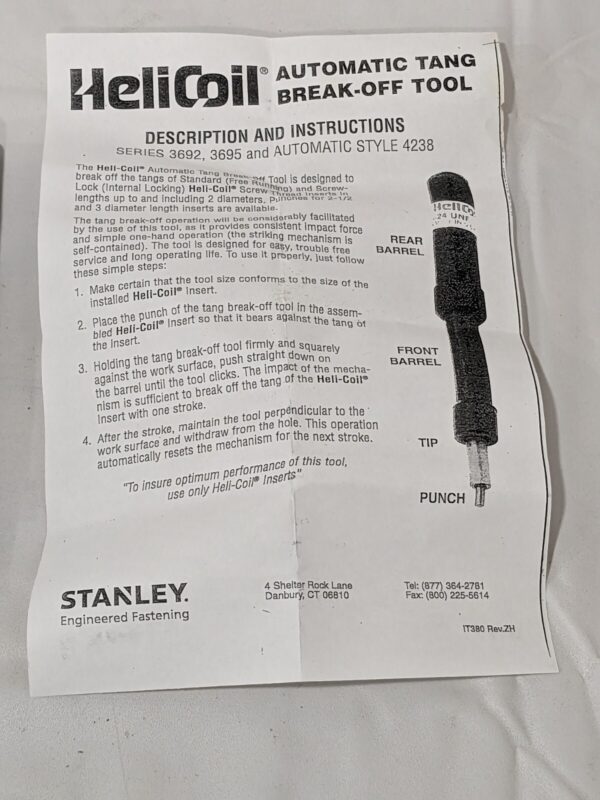 HeliCoil® AUTOMATIC TANG
BREAK-OFF TOOL
DESCRIPTION AND INSTRUCTIONS
SERIES 3692, 3695 and AUTOMATIC STYLE 4238
The Heli-Coil® Automatic Tang Break-Off Tool is designed to
break off the tangs of Standard (Free Running) and Screw-
Lock (Internal Locking) Heli-Coil® Screw Thread Inserts in
lengths up to and including 2 diameters. Punches for 2-1/2
and 3 diameter length inserts are available.
The tang break-off operation will be considerably facilitated
by the use of this tool, as it provides consistent impact force
and simple one-hand operation (the striking mechanism is
self-contained). The tool is designed for easy, trouble free
service and long operating life. To use it properly, just follow
these simple steps:
1. Make certain that the tool size conforms to the size of the
installed Heli-Coil® Insert.
2. Place the punch of the tang break-off tool in the assem-
bled Heli-Coil® Insert so that it bears against the tang of
the Insert.
3. Holding the tang break-off tool firmly and squarely
against the work surface, push straight down on
the barrel until the tool clicks. The impact of the mecha-
nism is sufficient to break off the tang of the Heli-Coil®
Insert with one stroke.
4. After the stroke, maintain the tool perpendicular to the
work surface and withdraw from the hole. This operation
automatically resets the mechanism for the next stroke.
"To insure optimum performance of this tool,
use only Heli-Coil® Inserts"
HeliCo
24 UNF
REAR
BARREL
FRONT
BARREL
TIP
PUNCH
STANLEY.
Engineered Fastening
4 Shelter Rock Lane
Danbury, CT 06810
Tel: (877) 364-2781
Fax: (800) 225-5614
IT380 Rev.ZH